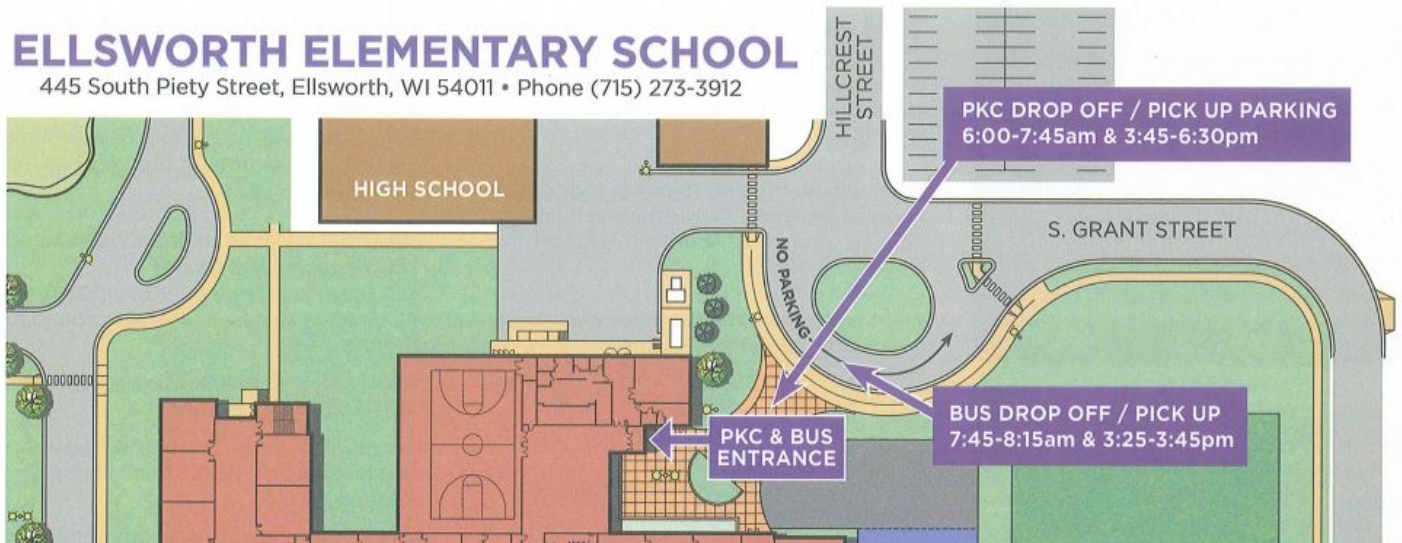 ELLSWORTH ELEMENTARY SCHOOL
445 South Piety Street, Ellsworth, WI 54011 • Phone (715) 273-3912
HILLCREST
STREET
PKC DROP OFF / PICK UP PARKING
6:00-7:45am & 3:45-6:30pm
HIGH SCHOOL
S. GRANT STREET
NO PARKING
BUS DROP OFF / PICK UP
7:45-8:15am & 3:25-3:45pm
PKC & BUS
ENTRANCE